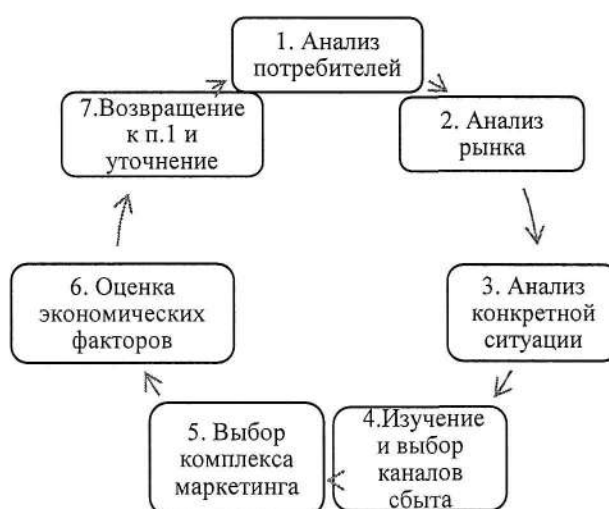 1. Анализ
потребителей
2. Анализ
рынка
3. Анализ
конкретной
ситуации
4.Изучение
и выбор
каналов
сбыта
5. Выбор
комплекса
маркетинга
6. Оценка
экономических
факторов
7.Возвращение
к п.1 и
уточнение